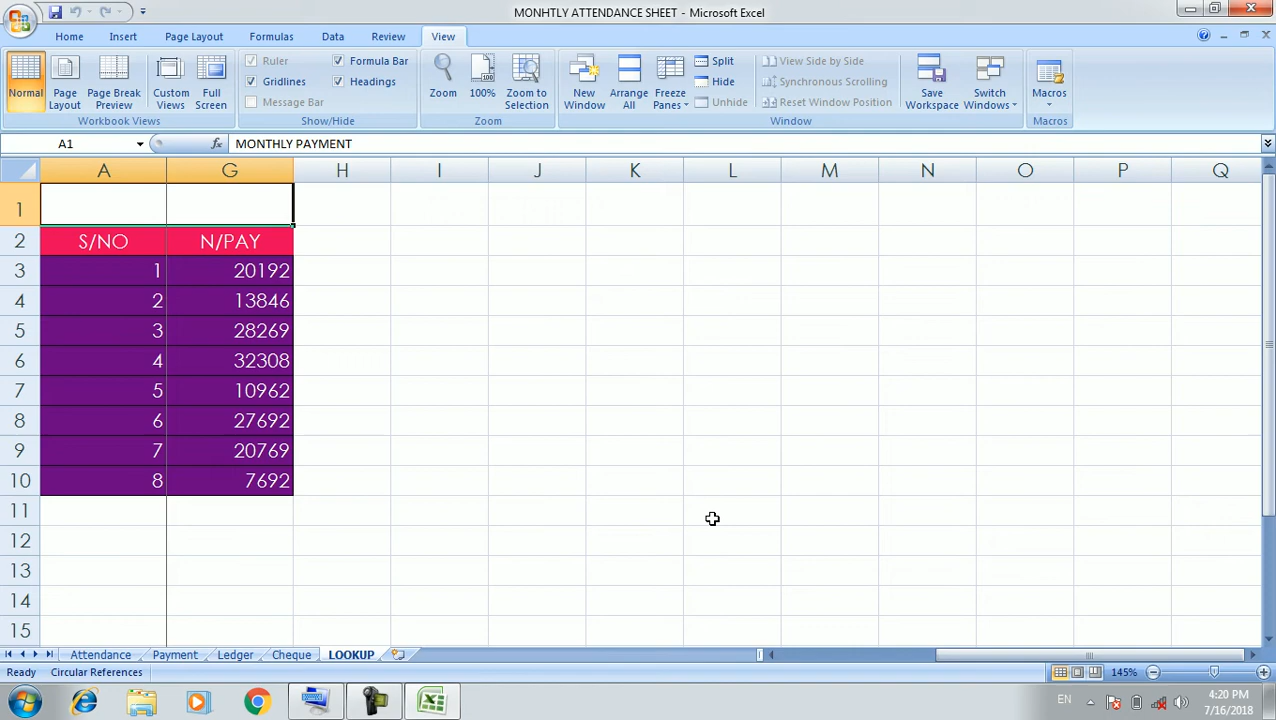 MONHTLY ATTENDANCE SHEET - Microsoft Excel
Home Insert Page Layout Formulas Data Review View
Normal
Page Layout
Page Break Preview
Custom Views
Full Screen
Workbook Views
Ruler
Gridlines
Message Bar
Formula Bar
Headings
Show/Hide
Zoom
100%
Zoom to Selection
Zoom
New Window
Arrange All
Freeze Panes
Split
Hide
Unhide
View Side by Side
Synchronous Scrolling
Reset Window Position
Save Workspace
Switch Windows
Window
Macros
Macros
A1 fx MONTHLY PAYMENT
A G H I J K L M N O P Q
1
2 S/NO N/PAY
3 1 20192
4 2 13846
5 3 28269
6 4 32308
7 5 10962
8 6 27692
9 7 20769
10 8 7692
11
12
13
14
15
Attendance Payment Ledger Cheque LOOKUP
Ready Circular References 145%
EN 4:20 PM
7/16/2018